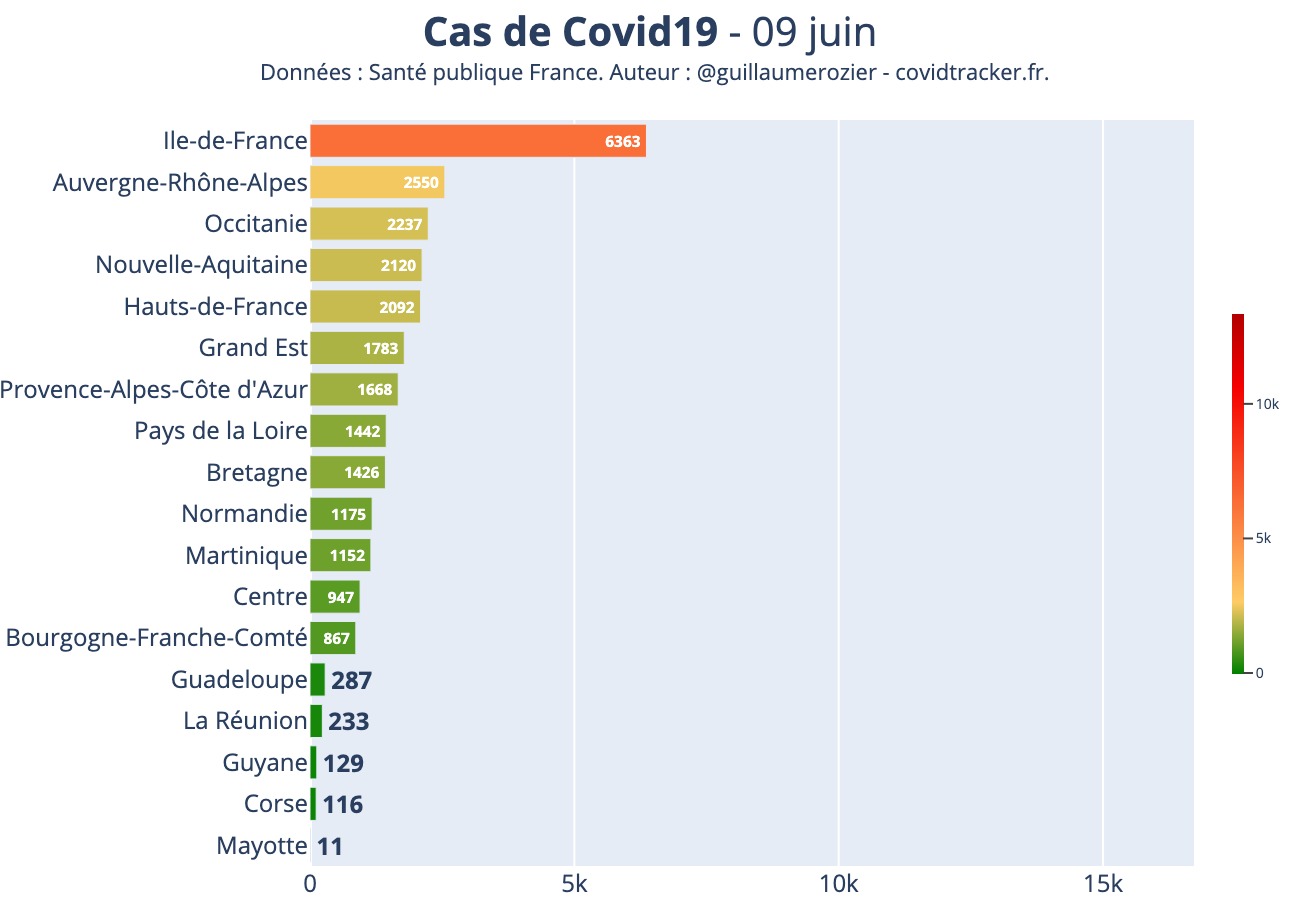 Cas de Covid19 - 09 juin
Données : Santé publique France. Auteur : @guillaumerozier - covidtracker.fr.
Ile-de-France 6363
Auvergne-Rhône-Alpes 2550
Occitanie 2237
Nouvelle-Aquitaine 2120
Hauts-de-France 2092
Grand Est 1783
Provence-Alpes-Côte d'Azur 1668
Pays de la Loire 1442
Bretagne 1426
Normandie 1175
Martinique 1152
Centre 947
Bourgogne-Franche-Comté 867
Guadeloupe 287
La Réunion 233
Guyane 129
Corse 116
Mayotte 11
0 5k 10k 15k
10k
5k
0